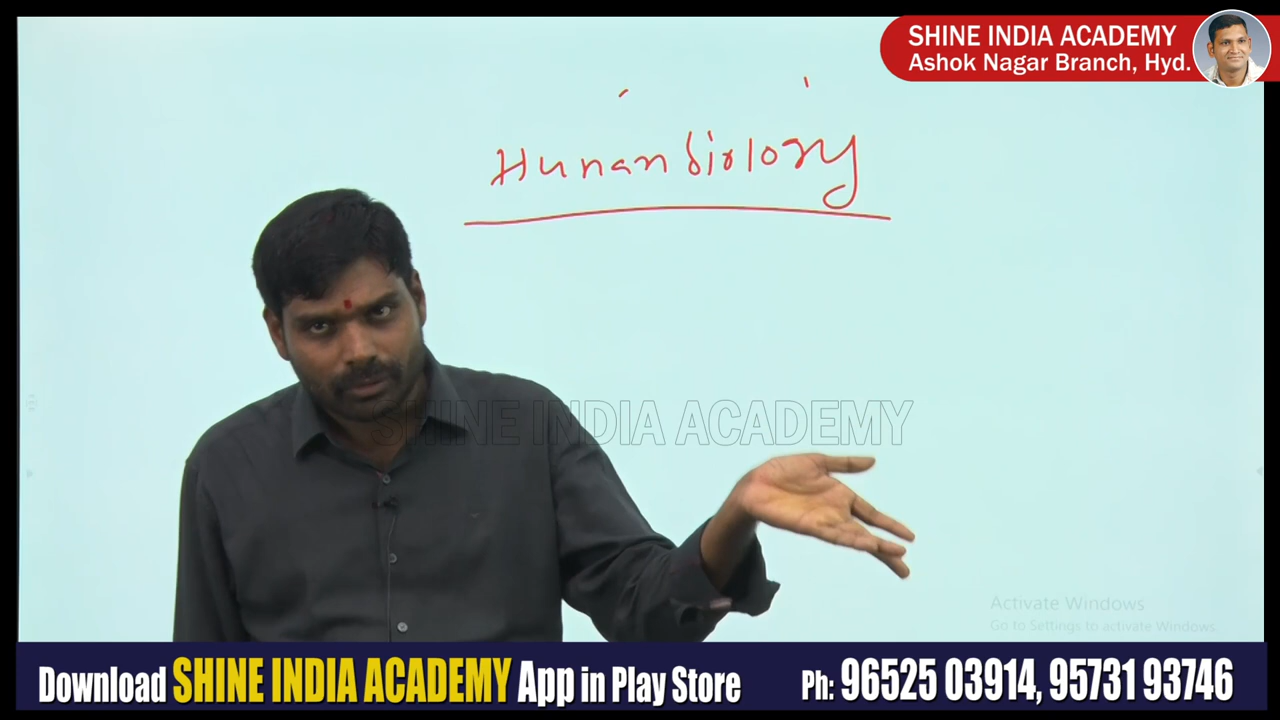 SHINE INDIA ACADEMY
Ashok Nagar Branch, Hyd.
Human biology
SHINE INDIA ACADEMY
Activate Windows
Go to Settings to activate Windows.
Download SHINE INDIA ACADEMY App in Play Store Ph: 96525 03914, 95731 93746